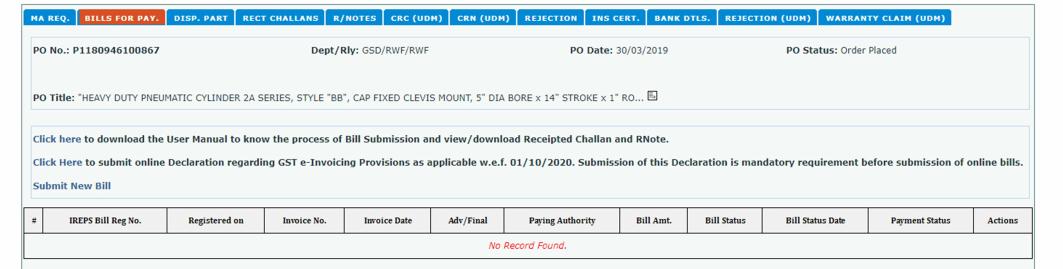 MA REQ. BILLS FOR PAY. DISP. PART RECT CHALLANS R/NOTES CRC (UDM) CRN (UDM) REJECTION INS CERT. BANK DTLS. REJECTION (UDM) WARRANTY CLAIM (UDM)
PO No.: P1180946100867 Dept/Rly: GSD/RWF/RWF PO Date: 30/03/2019 PO Status: Order Placed
PO Title: "HEAVY DUTY PNEUMATIC CYLINDER 2A SERIES, STYLE "BB", CAP FIXED CLEVIS MOUNT, 5" DIA BORE x 14" STROKE x 1" RO...
Click here to download the User Manual to know the process of Bill Submission and view/download Receipted Challan and RNote.
Click Here to submit online Declaration regarding GST e-Invoicing Provisions as applicable w.e.f. 01/10/2020. Submission of this Declaration is mandatory requirement before submission of online bills.
Submit New Bill
# IREPS Bill Reg No. Registered on Invoice No. Invoice Date Adv/Final Paying Authority Bill Amt. Bill Status Bill Status Date Payment Status Actions
No Record Found.